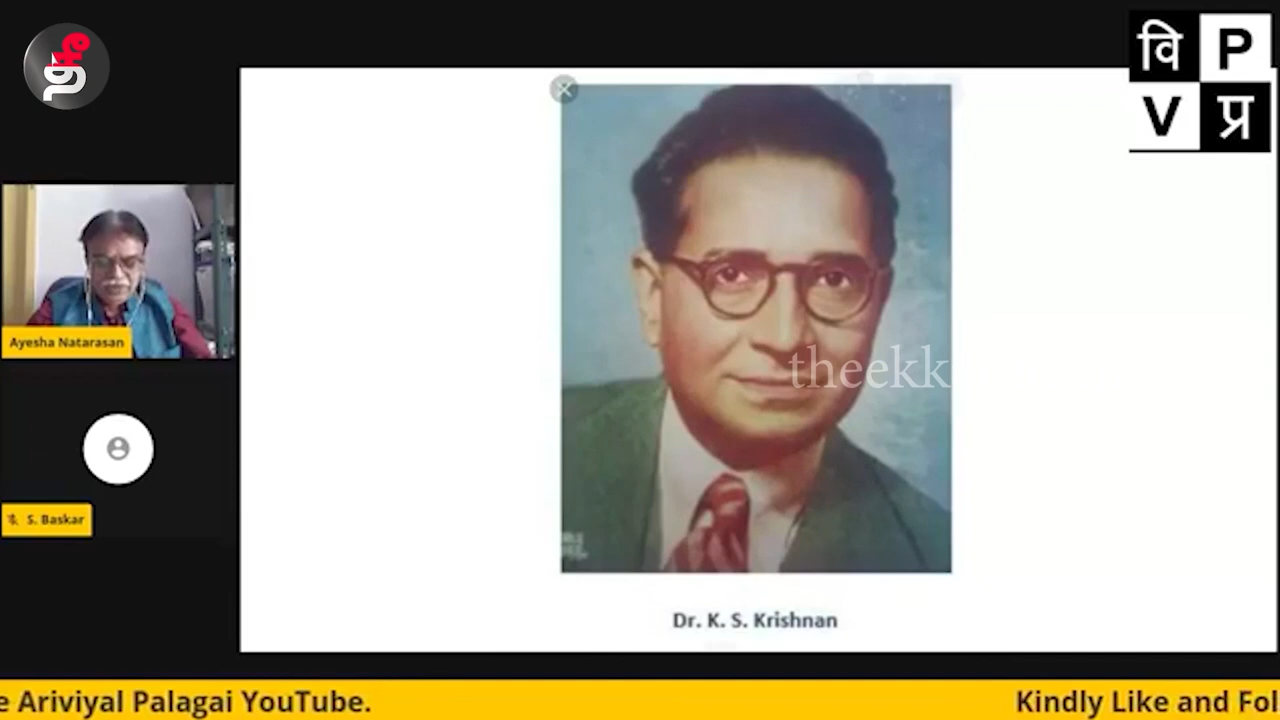 வி P
V प्र
theekk
Ayesha Natarasan
S. Baskar
Dr. K. S. Krishnan
e Ariviyal Palagai YouTube.
Kindly Like and Fol